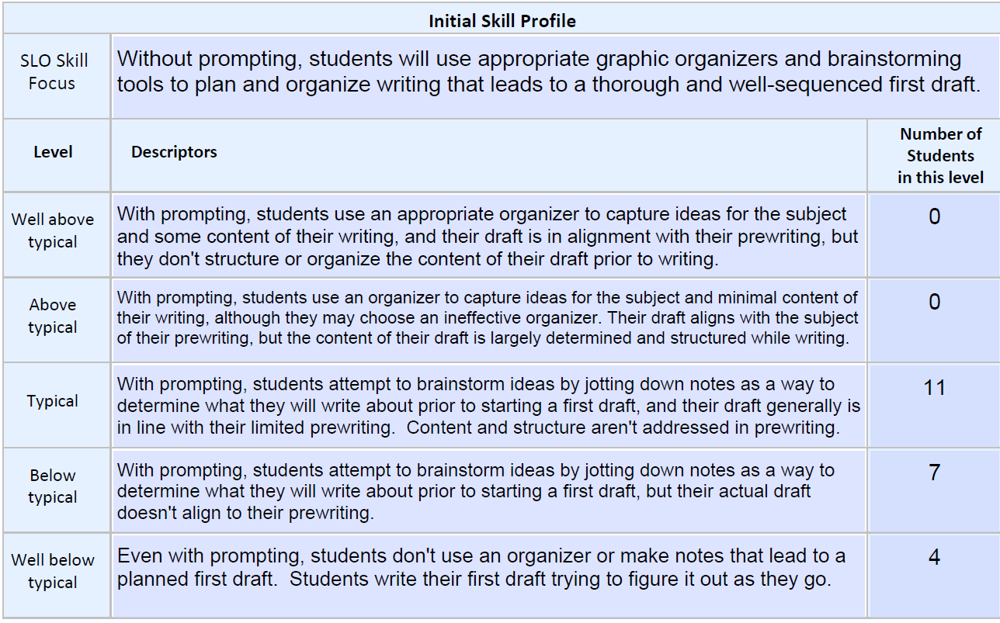 Initial Skill Profile
SLO Skill
Focus
Without prompting, students will use appropriate graphic organizers and brainstorming
tools to plan and organize writing that leads to a thorough and well-sequenced first draft.
Level
Descriptors
Number of
Students
in this level
Well above
typical
With prompting, students use an appropriate organizer to capture ideas for the subject
and some content of their writing, and their draft is in alignment with their prewriting, but
they don't structure or organize the content of their draft prior to writing.
0
Above
typical
With prompting, students use an organizer to capture ideas for the subject and minimal content of
their writing, although they may choose an ineffective organizer. Their draft aligns with the subject
of their prewriting, but the content of their draft is largely determined and structured while writing.
0
Typical
With prompting, students attempt to brainstorm ideas by jotting down notes as a way to
determine what they will write about prior to starting a first draft, and their draft generally is
in line with their limited prewriting.  Content and structure aren't addressed in prewriting.
11
Below
typical
With prompting, students attempt to brainstorm ideas by jotting down notes as a way to
determine what they will write about prior to starting a first draft, but their actual draft
doesn't align to their prewriting.
7
Well below
typical
Even with prompting, students don't use an organizer or make notes that lead to a
planned first draft.  Students write their first draft trying to figure it out as they go.
4